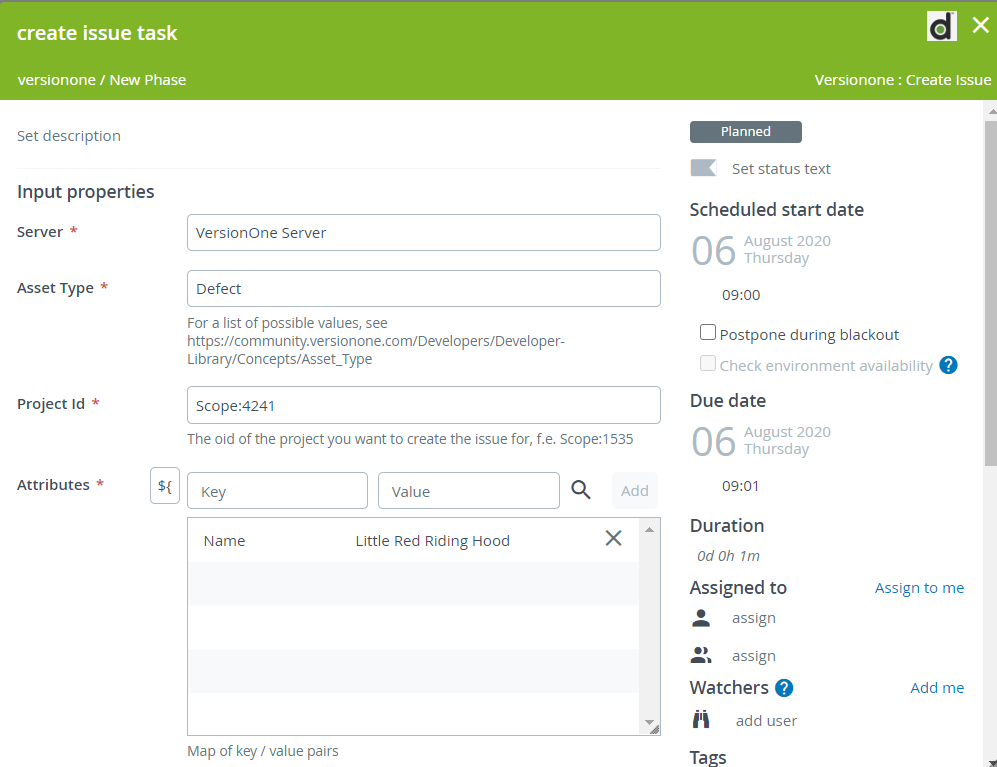 create issue task
d
versionone / New Phase
Versionone : Create Issue
Set description
Input properties
Server *
VersionOne Server
Asset Type *
Defect
For a list of possible values, see
https://community.versionone.com/Developers/Developer-
Library/Concepts/Asset_Type
Project Id *
Scope:4241
The oid of the project you want to create the issue for, f.e. Scope:1535
Attributes *
${
Key
Value
Add
Name
Little Red Riding Hood
Map of key / value pairs
Planned
Set status text
Scheduled start date
06
August 2020
Thursday
09:00
Postpone during blackout
Check environment availability ?
Due date
06
August 2020
Thursday
09:01
Duration
0d 0h 1m
Assigned to
Assign to me
assign
assign
Watchers ?
Add me
add user
Tags